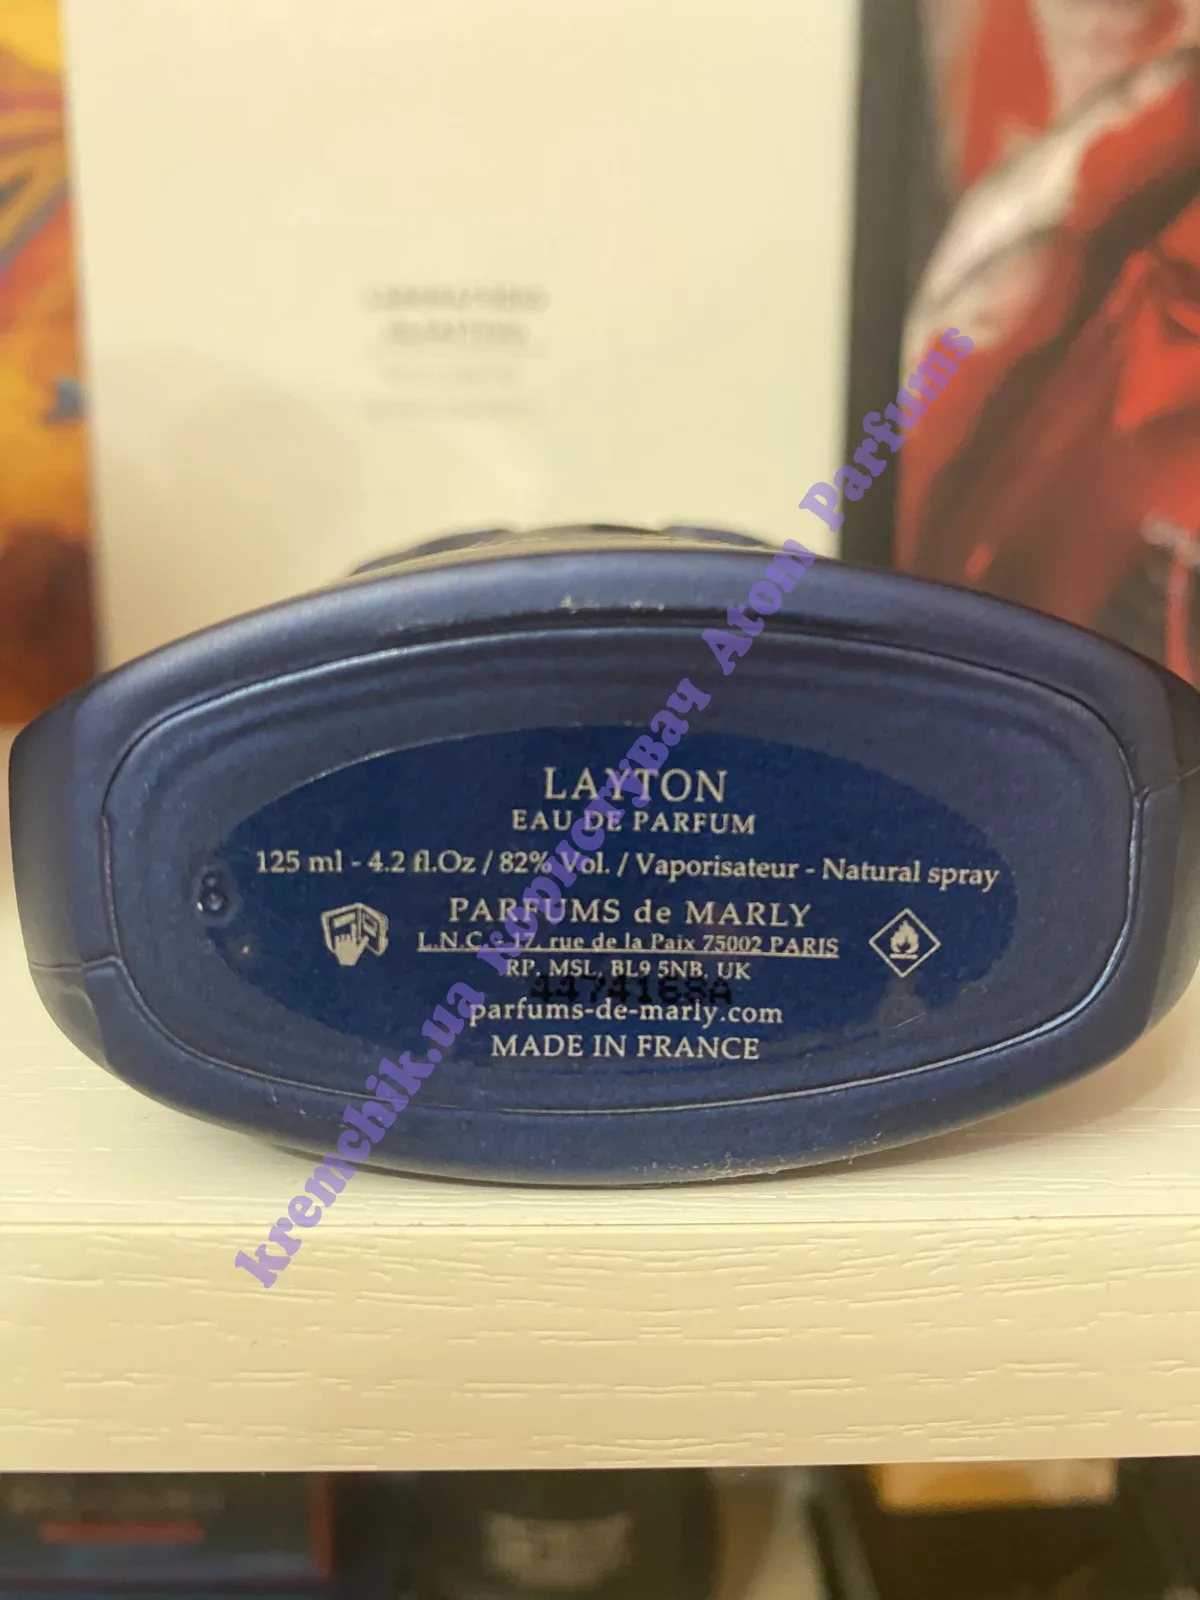 LAYTON
EAU DE PARFUM
125 ml - 4.2 fl.Oz / 82% Vol. / Vaporisateur - Natural spray
PARFUMS de MARLY
L.N.C. - 17, rue de la Paix 75002 PARIS
RP. MSL, BL9 5NB, UK
4474168A
parfums-de-marly.com
MADE IN FRANCE
8
kremchik.ua користувач Atom Parfums